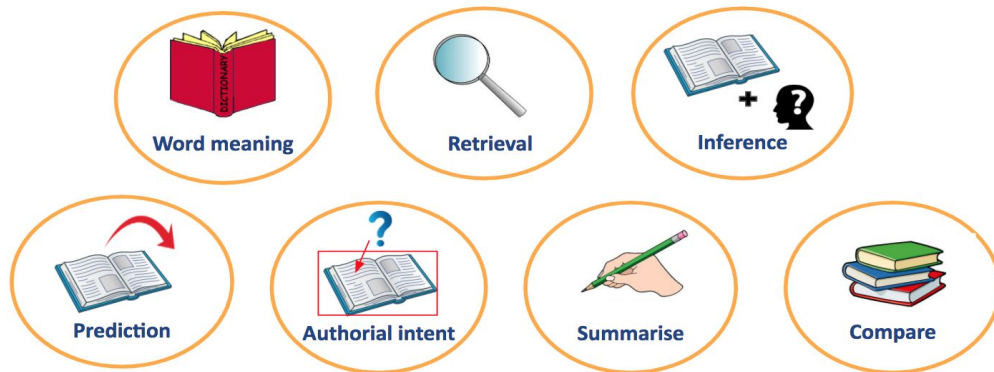 DICTIONARY
Word meaning
Retrieval
Inference
Prediction
Authorial intent
Summarise
Compare